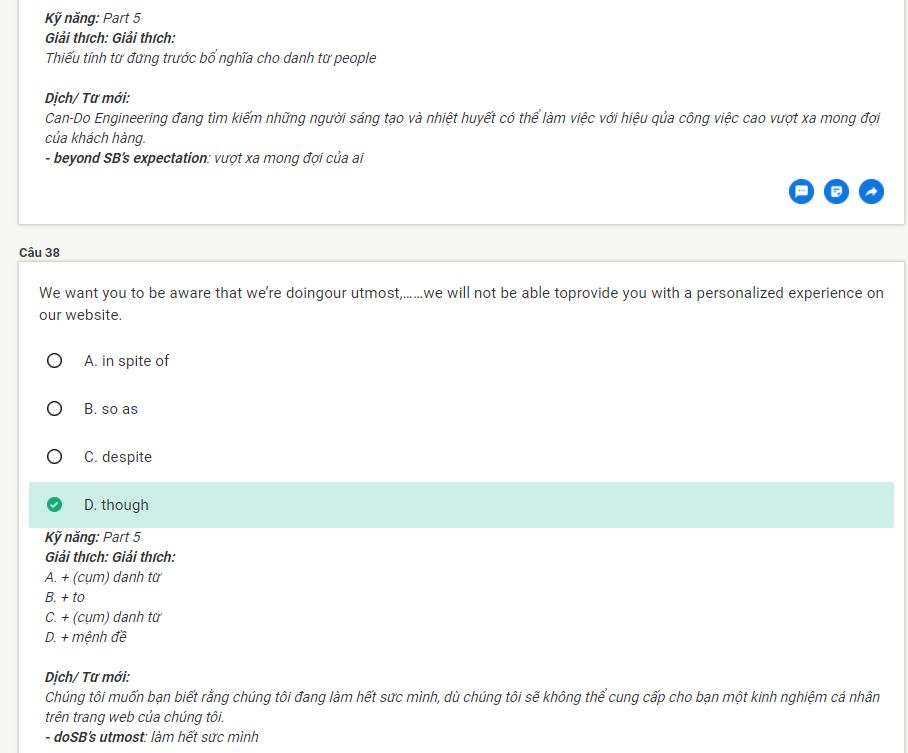 Kỹ năng: Part 5
Giải thích: Giải thích:
Thiếu tính từ đứng trước bổ nghĩa cho danh từ people
Dịch/ Từ mới:
Can-Do Engineering đang tìm kiếm những người sáng tạo và nhiệt huyết có thể làm việc với hiệu qủa công việc cao vượt xa mong đợi
của khách hàng.
- beyond SB's expectation: vượt xa mong đợi của ai
Câu 38
We want you to be aware that we're doingour utmost,......we will not be able toprovide you with a personalized experience on
our website.
A. in spite of
B. so as
C. despite
D. though
Kỹ năng: Part 5
Giải thích: Giải thích:
A. + (cụm) danh từ
B. + to
C. + (cụm) danh từ
D. + mệnh đề
Dịch/ Từ mới:
Chúng tôi muốn bạn biết rằng chúng tôi đang làm hết sức mình, dù chúng tôi sẽ không thể cung cấp cho bạn một kinh nghiệm cá nhân
trên trang web của chúng tôi.
- doSB's utmost: làm hết sức mình